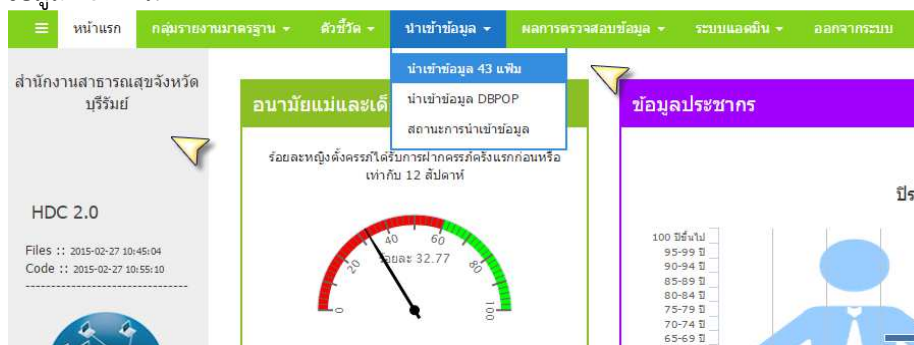 หน้าแรก
กลุ่มรายงานมาตรฐาน
ตัวชี้วัด
นำเข้าข้อมูล
ผลการตรวจสอบข้อมูล
ระบบแอดมิน
ออกจากระบบ
นำเข้าข้อมูล 43 แฟ้ม
นำเข้าข้อมูล DBPOP
สถานะการนำเข้าข้อมูล
สำนักงานสาธารณสุขจังหวัด
บุรีรัมย์
HDC 2.0
Files :: 2015-02-27 10:45:04
Code :: 2015-02-27 10:55:10
อนามัยแม่และเด็
ร้อยละหญิงตั้งครรภ์ได้รับการฝากครรภ์ครั้งแรกก่อนหรือ
เท่ากับ 12 สัปดาห์
0
20
40
60
80
100
ร้อยละ 32.77
ข้อมูลประชากร
ปิร
100 ปีขึ้นไป
95-99 ปี
90-94 ปี
85-89 ปี
80-84 ปี
75-79 ปี
70-74 ปี
65-69 ปี